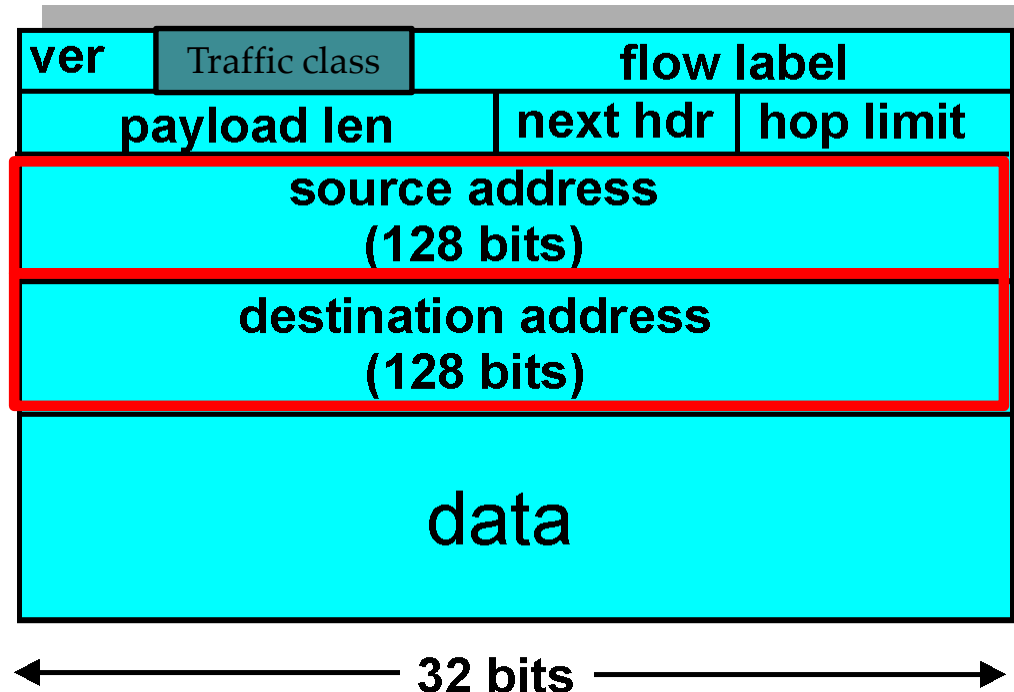 ver Traffic class flow label
payload len next hdr hop limit
source address
(128 bits)
destination address
(128 bits)
data
32 bits